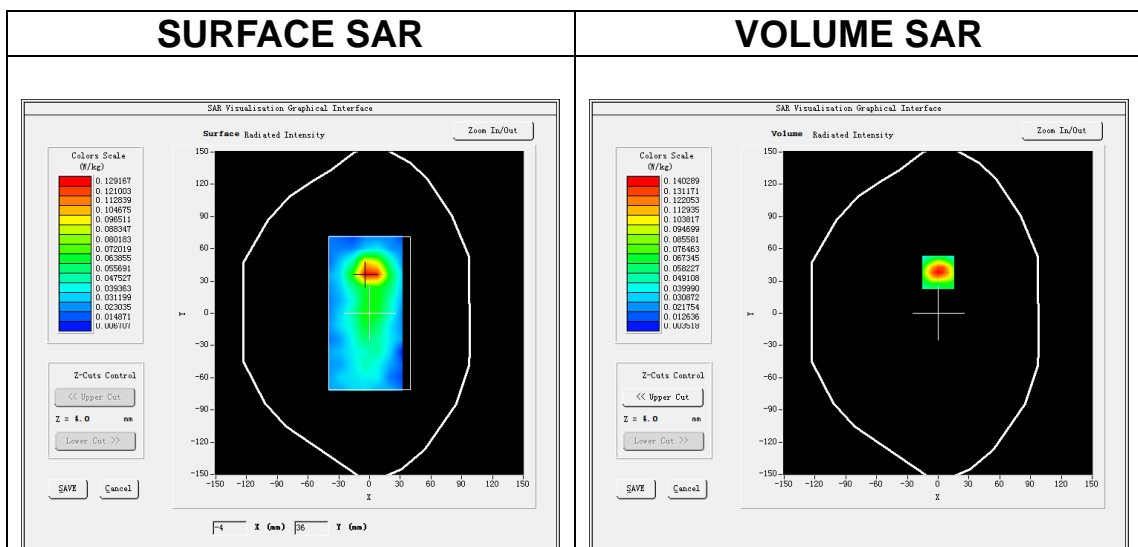 SURFACE SAR
VOLUME SAR
SAR Visualisation Graphical Interface
Surface Radiated Intensity
Zoom In/Out
Colors Scale
(W/kg)
0.129167
0.121003
0.112839
0.104675
0.096511
0.088347
0.080183
0.072019
0.063855
0.055691
0.047527
0.039363
0.031199
0.023035
0.014871
0.006707
150
120
90
60
30
0
-30
-60
-90
-120
-150
Y
-150 -120 -90 -60 -30 0 30 60 90 120 150
X
Z-Cuts Control
<< Upper Cut
Z = 4.0 mm
Lower Cut >>
SAVE Cancel
-4 X (mm) 36 Y (mm)
SAR Visualisation Graphical Interface
Volume Radiated Intensity
Zoom In/Out
Colors Scale
(W/kg)
0.140289
0.131171
0.122053
0.112935
0.103817
0.094699
0.085581
0.076463
0.067345
0.058227
0.049108
0.039990
0.030872
0.021754
0.012636
0.003518
150
120
90
60
30
0
-30
-60
-90
-120
-150
Y
-150 -120 -90 -60 -30 0 30 60 90 120 150
X
Z-Cuts Control
<< Upper Cut
Z = 4.0 mm
Lower Cut >>
SAVE Cancel